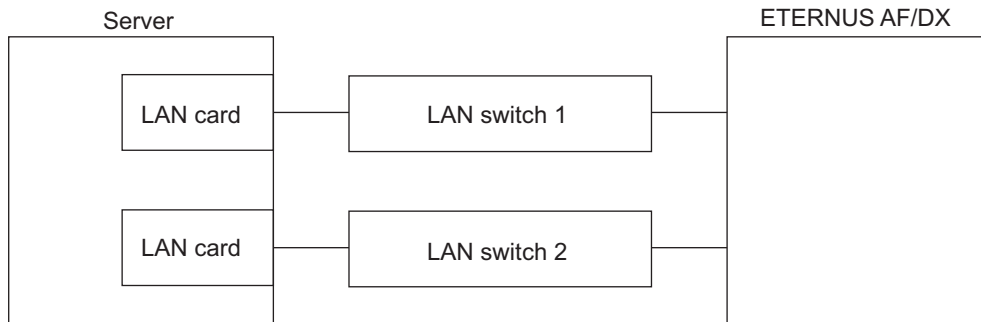 Server
ETERNUS AF/DX
LAN card
LAN switch 1
LAN card
LAN switch 2